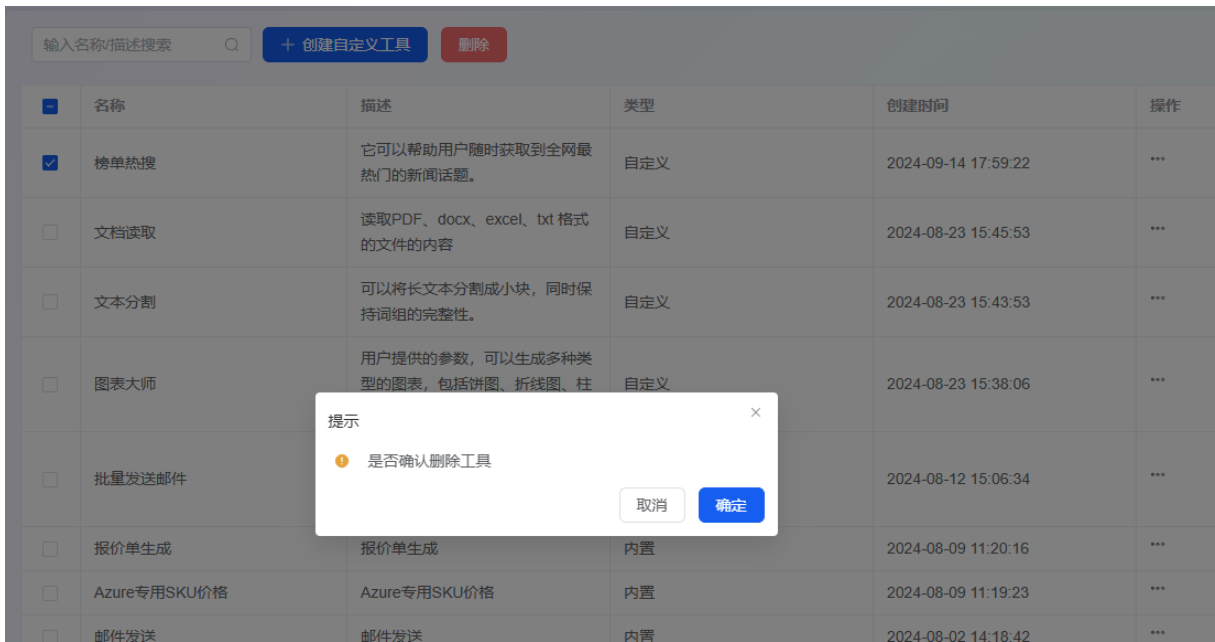 输入名称/描述搜索
+ 创建自定义工具
删除
名称
描述
类型
创建时间
操作
榜单热搜
它可以帮助用户随时获取到全网最
热门的新闻话题。
自定义
2024-09-14 17:59:22
文档读取
读取PDF、docx、excel、txt 格式
的文件的内容
自定义
2024-08-23 15:45:53
文本分割
可以将长文本分割成小块，同时保
持词组的完整性。
自定义
2024-08-23 15:43:53
图表大师
用户提供的参数，可以生成多种类
型的图表，包括饼图、折线图、柱
自定义
2024-08-23 15:38:06
提示
是否确认删除工具
取消
确定
批量发送邮件
2024-08-12 15:06:34
报价单生成
报价单生成
内置
2024-08-09 11:20:16
Azure专用SKU价格
Azure专用SKU价格
内置
2024-08-09 11:19:23
邮件发送
邮件发送
内置
2024-08-02 14:18:42